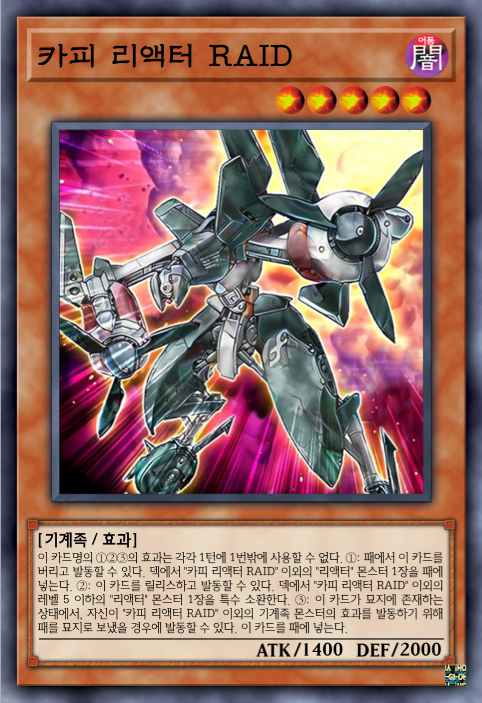 카피 리액터 RAID
어둠
闇
[기계족 / 효과]
이 카드명의 ①②③의 효과는 각각 1턴에 1번밖에 사용할 수 없다. ①: 패에서 이 카드를
버리고 발동할 수 있다. 덱에서 "카피 리액터 RAID" 이외의 "리액터" 몬스터 1장을 패에
넣는다. ②: 이 카드를 릴리스하고 발동할 수 있다. 덱에서 "카피 리액터 RAID" 이외의
레벨 5 이하의 "리액터" 몬스터 1장을 특수 소환한다. ③: 이 카드가 묘지에 존재하는
상태에서, 자신이 "카피 리액터 RAID" 이외의 기계족 몬스터의 효과를 발동하기 위해
패를 묘지로 보냈을 경우에 발동할 수 있다. 이 카드를 패에 넣는다.
ATK/1400 DEF/2000